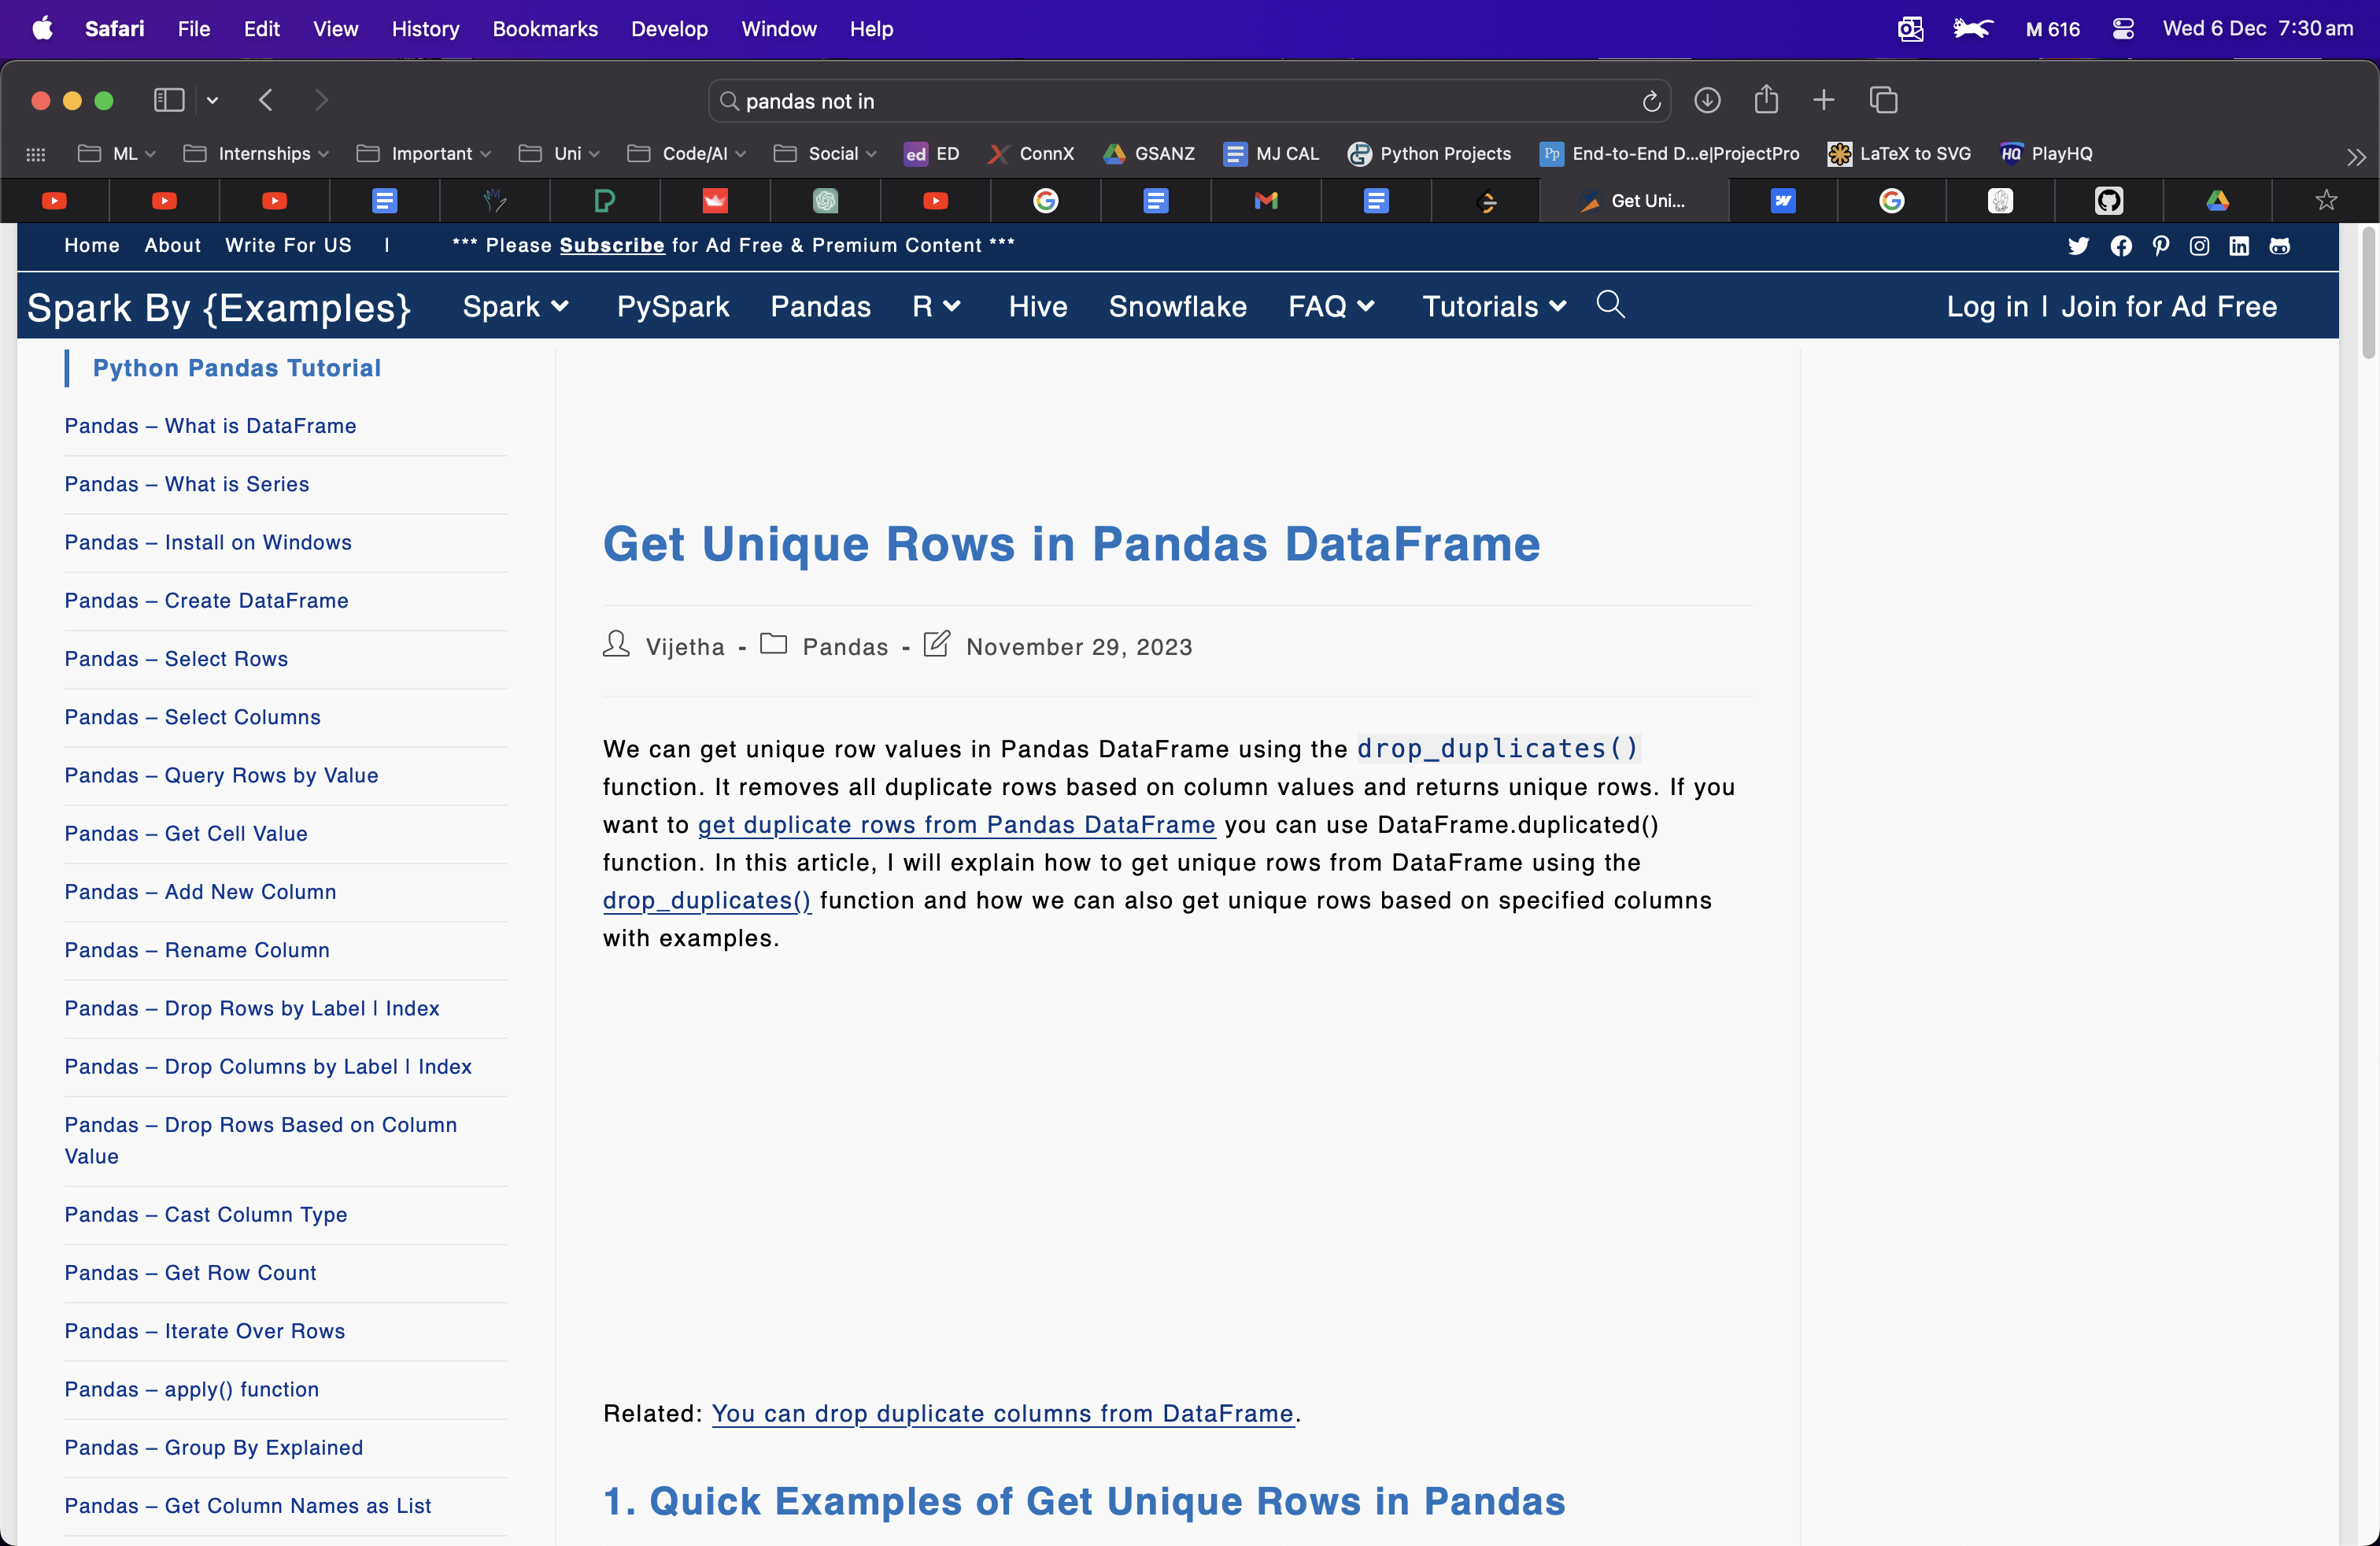 Safari File Edit View History Bookmarks Develop Window Help M 616 Wed 6 Dec 7:30 am
pandas not in
ML Internships Important Uni Code/AI Social ed ED ConnX GSANZ MJ CAL Python Projects Pp End-to-End D...e|ProjectPro LaTeX to SVG HQ PlayHQ
Get Uni...
Home About Write For US | *** Please Subscribe for Ad Free & Premium Content ***
Spark By {Examples} Spark PySpark Pandas R Hive Snowflake FAQ Tutorials Log in | Join for Ad Free
Python Pandas Tutorial
Pandas – What is DataFrame
Pandas – What is Series
Pandas – Install on Windows
Pandas – Create DataFrame
Pandas – Select Rows
Pandas – Select Columns
Pandas – Query Rows by Value
Pandas – Get Cell Value
Pandas – Add New Column
Pandas – Rename Column
Pandas – Drop Rows by Label | Index
Pandas – Drop Columns by Label | Index
Pandas – Drop Rows Based on Column
Value
Pandas – Cast Column Type
Pandas – Get Row Count
Pandas – Iterate Over Rows
Pandas – apply() function
Pandas – Group By Explained
Pandas – Get Column Names as List
Get Unique Rows in Pandas DataFrame
Vijetha - Pandas - November 29, 2023
We can get unique row values in Pandas DataFrame using the drop_duplicates()
function. It removes all duplicate rows based on column values and returns unique rows. If you
want to get duplicate rows from Pandas DataFrame you can use DataFrame.duplicated()
function. In this article, I will explain how to get unique rows from DataFrame using the
drop_duplicates() function and how we can also get unique rows based on specified columns
with examples.
Related: You can drop duplicate columns from DataFrame.
1. Quick Examples of Get Unique Rows in Pandas